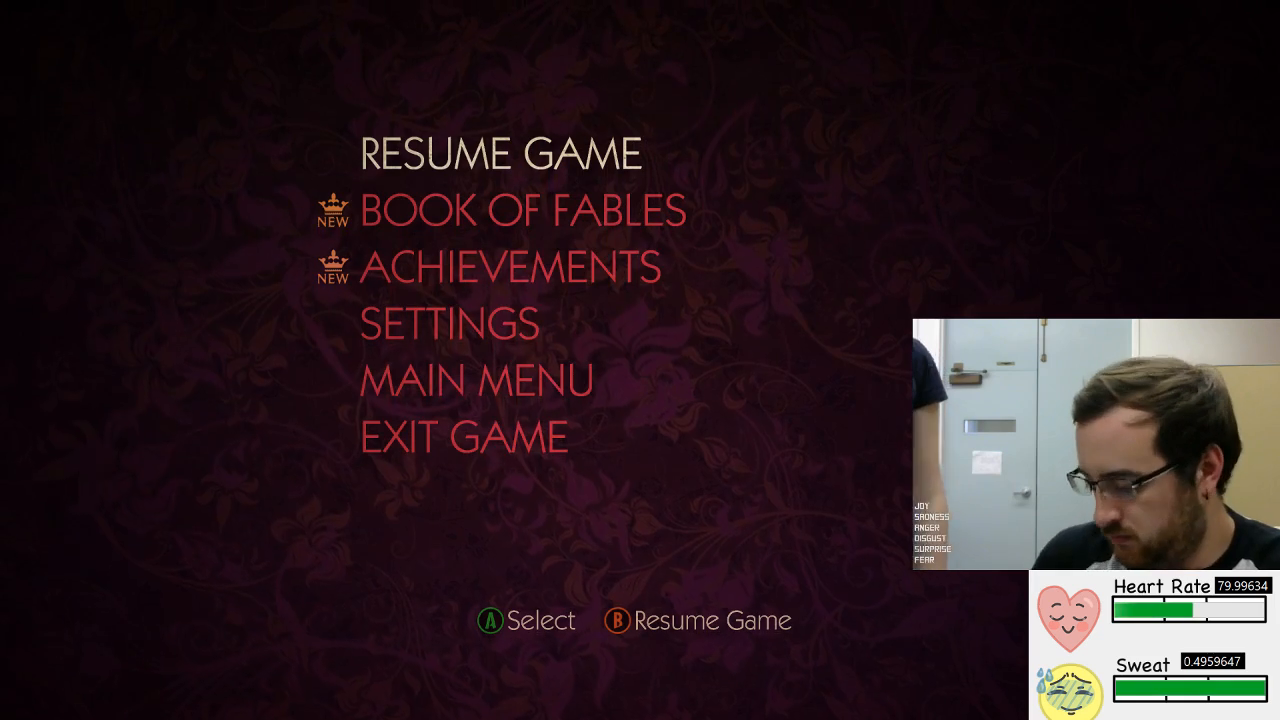 RESUME GAME
NEW BOOK OF FABLES
NEW ACHIEVEMENTS
SETTINGS
MAIN MENU
EXIT GAME
A Select B Resume Game
JOY
SADNESS
ANGER
DISGUST
SURPRISE
FEAR
Heart Rate 79.99634
Sweat 0.4959647